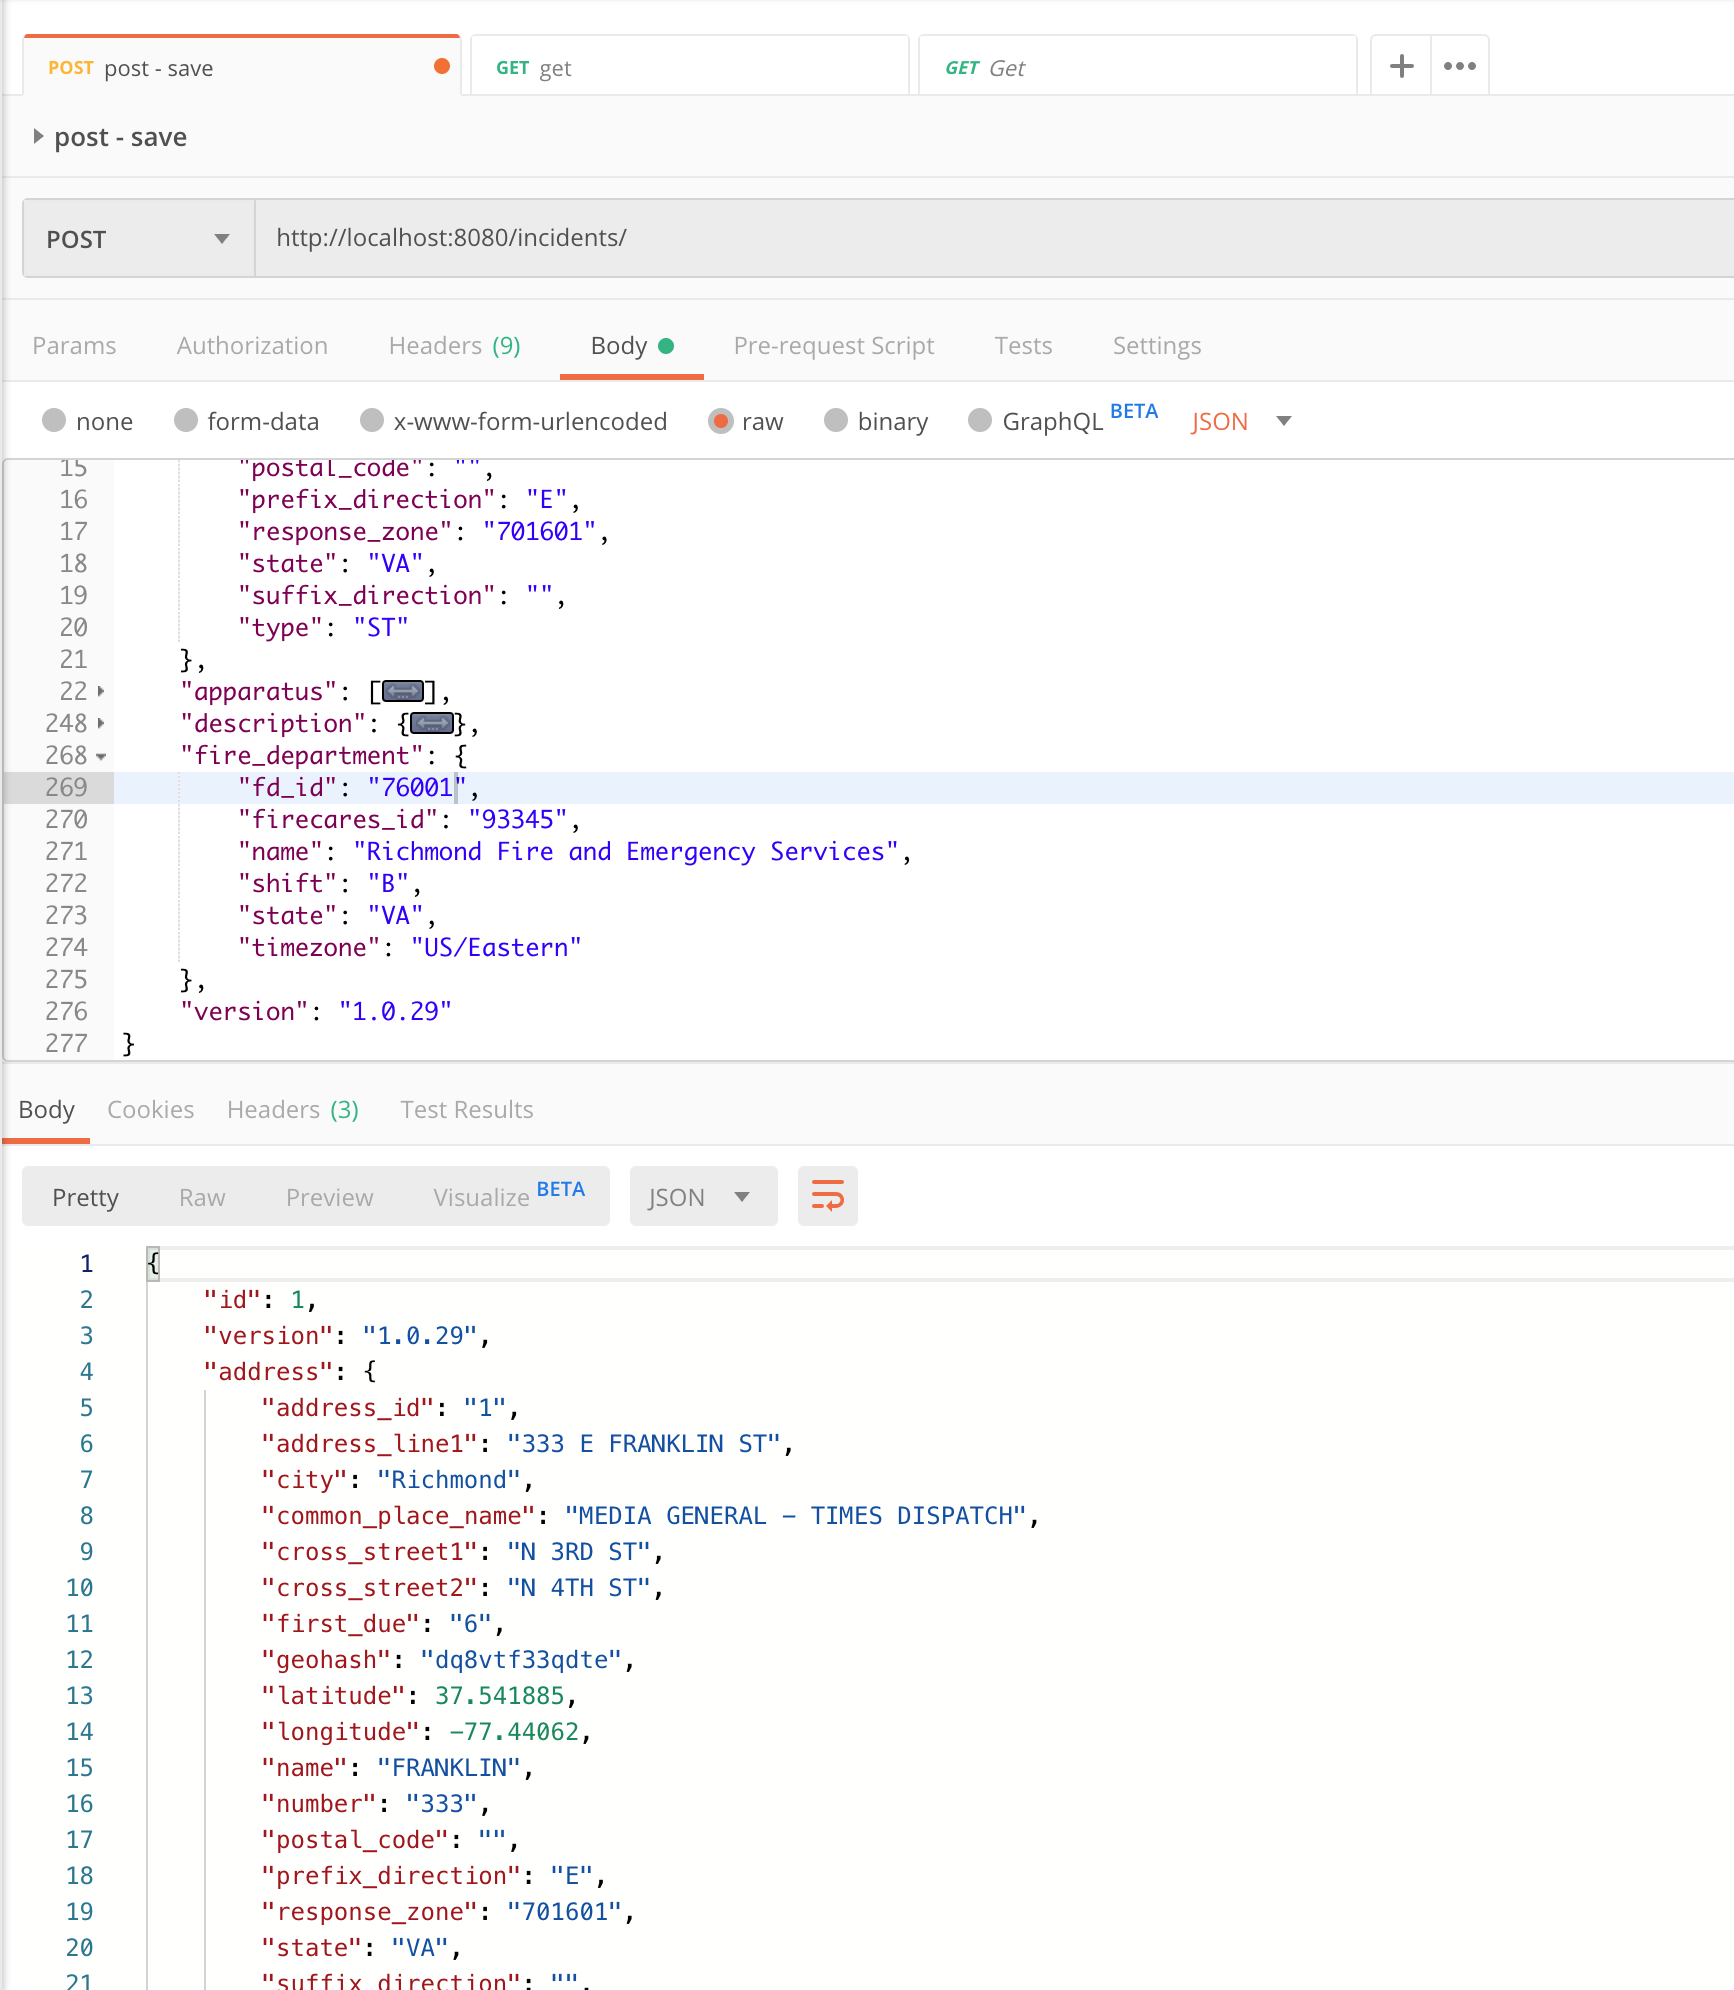 POST post - save
GET get
GET Get
post - save
POST http://localhost:8080/incidents/
Params Authorization Headers (9) Body Pre-request Script Tests Settings
none form-data x-www-form-urlencoded raw binary GraphQL BETA JSON
15 "postal_code": "",
16 "prefix_direction": "E",
17 "response_zone": "701601",
18 "state": "VA",
19 "suffix_direction": "",
20 "type": "ST"
21 },
22 "apparatus": [],
248 "description": {},
268 "fire_department": {
269 "fd_id": "76001",
270 "firecares_id": "93345",
271 "name": "Richmond Fire and Emergency Services",
272 "shift": "B",
273 "state": "VA",
274 "timezone": "US/Eastern"
275 },
276 "version": "1.0.29"
277 }
Body Cookies Headers (3) Test Results
Pretty Raw Preview Visualize BETA JSON
1 {
2 "id": 1,
3 "version": "1.0.29",
4 "address": {
5 "address_id": "1",
6 "address_line1": "333 E FRANKLIN ST",
7 "city": "Richmond",
8 "common_place_name": "MEDIA GENERAL - TIMES DISPATCH",
9 "cross_street1": "N 3RD ST",
10 "cross_street2": "N 4TH ST",
11 "first_due": "6",
12 "geohash": "dq8vtf33qdte",
13 "latitude": 37.541885,
14 "longitude": -77.44062,
15 "name": "FRANKLIN",
16 "number": "333",
17 "postal_code": "",
18 "prefix_direction": "E",
19 "response_zone": "701601",
20 "state": "VA",
21 "suffix_direction": "",